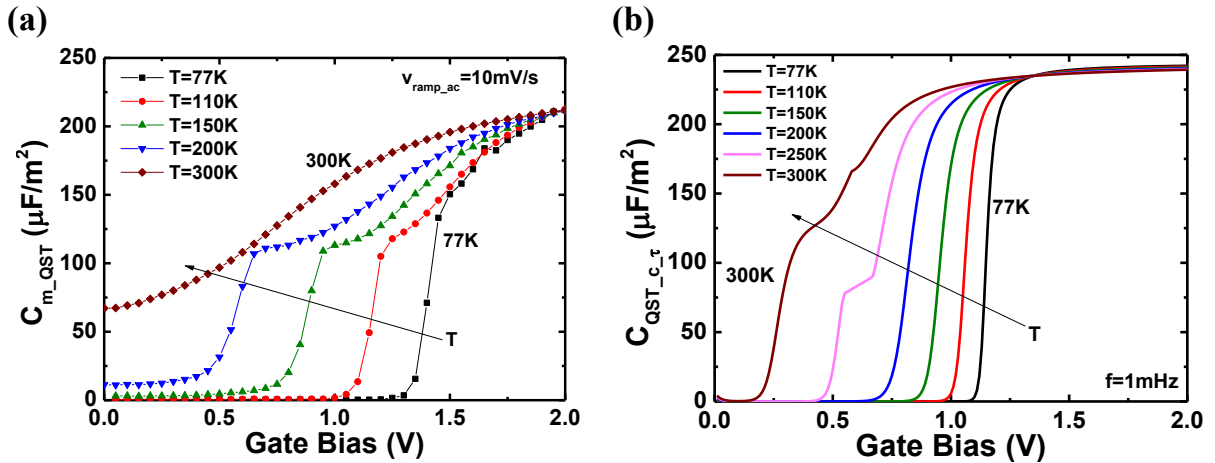 (a)
250
200
150
100
50
0
C_m_QST (μF/m²)
T=77K
T=110K
T=150K
T=200K
T=300K
v_ramp_ac=10mV/s
300K
77K
T
0.0 0.5 1.0 1.5 2.0
Gate Bias (V)
(b)
250
200
150
100
50
0
C_QST_c_τ (μF/m²)
T=77K
T=110K
T=150K
T=200K
T=250K
T=300K
77K
300K
T
f=1mHz
0.0 0.5 1.0 1.5 2.0
Gate Bias (V)